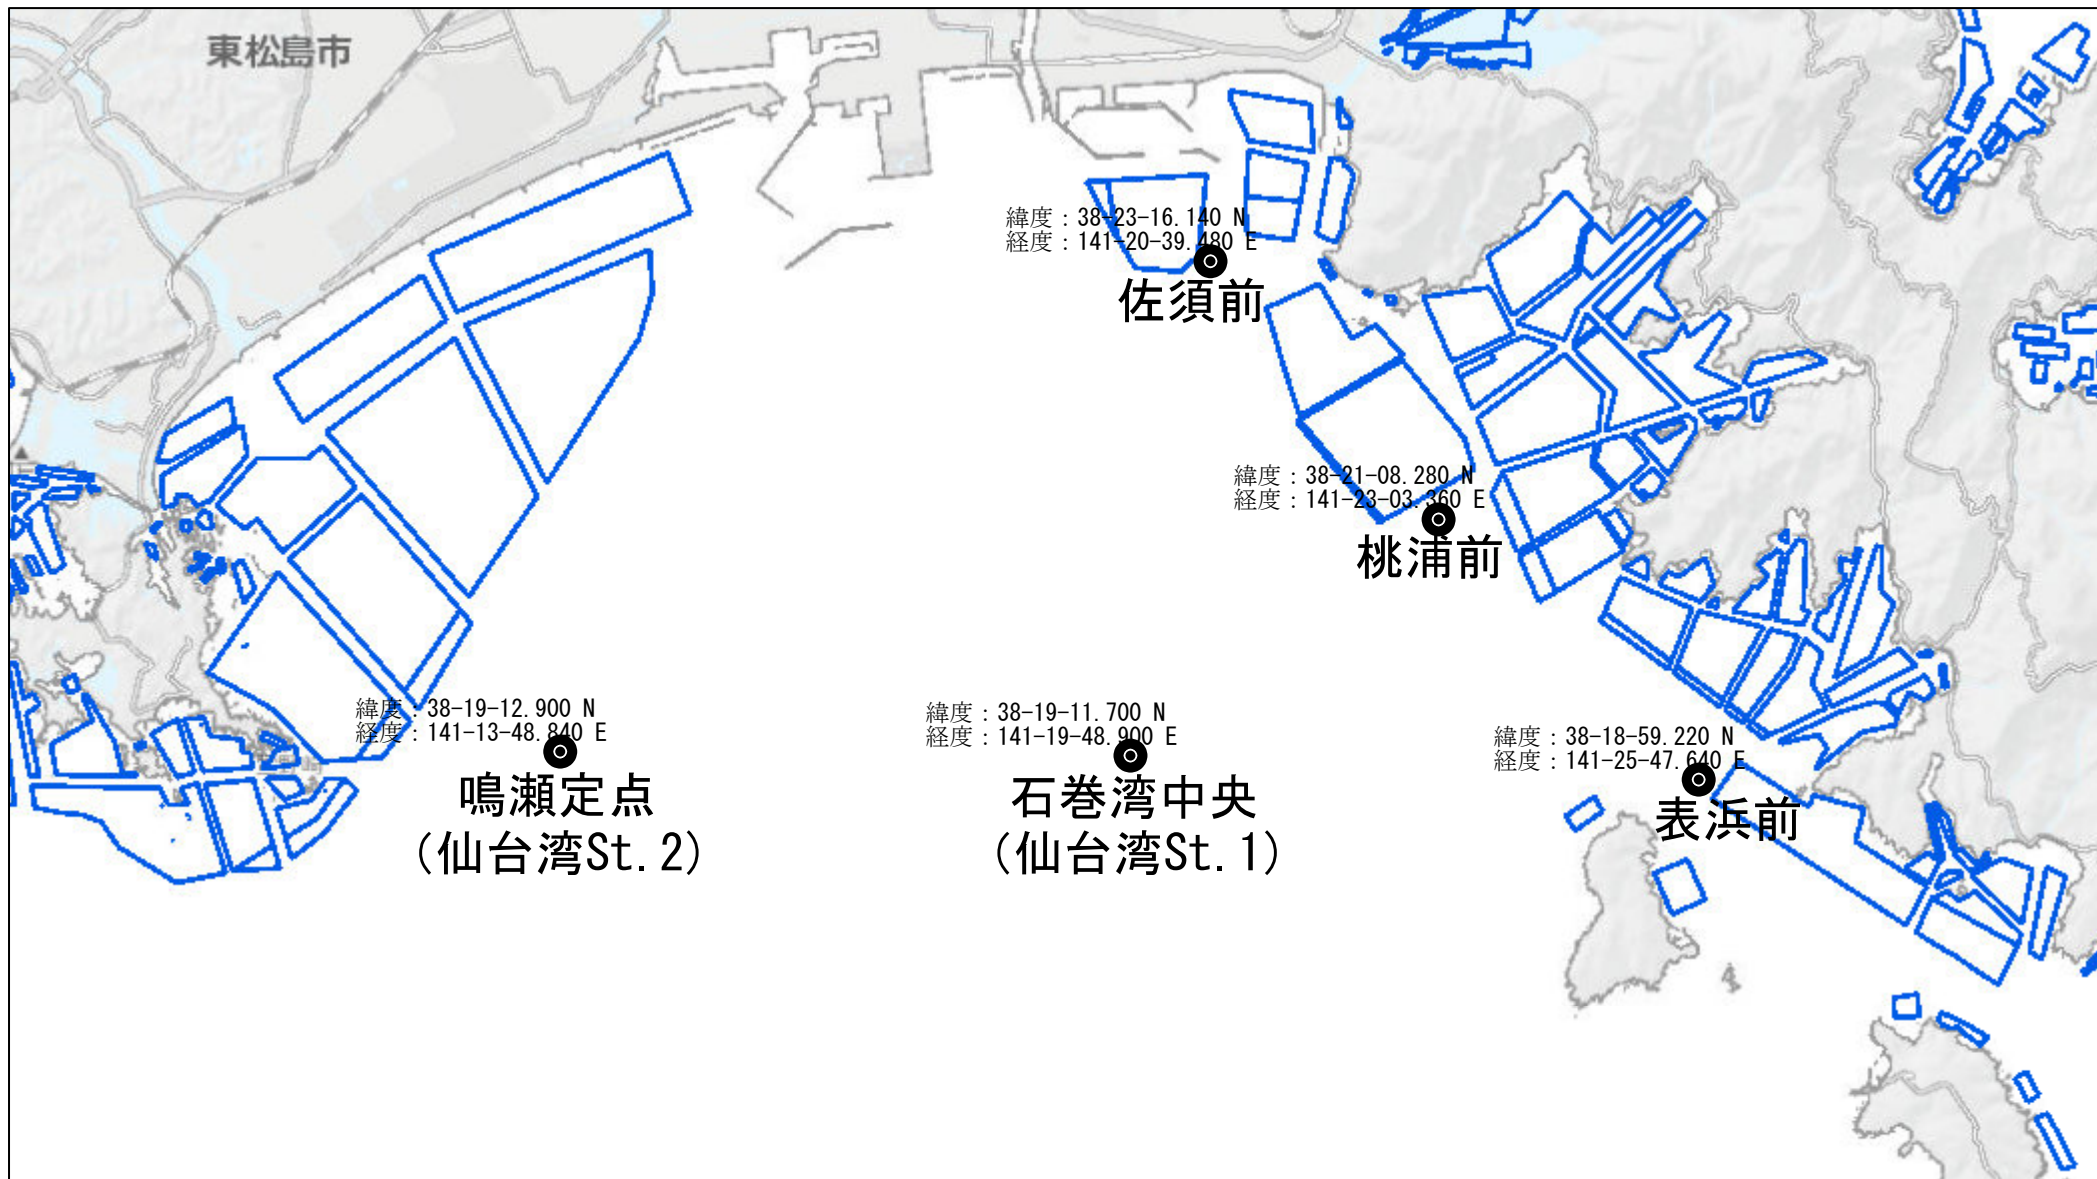 東松島市
緯度：38-23-16.140 N
経度：141-20-39.480 E
佐須前
緯度：38-21-08.280 N
経度：141-23-03.360 E
桃浦前
緯度：38-19-12.900 N
経度：141-13-48.840 E
鳴瀬定点
(仙台湾St.2)
緯度：38-19-11.700 N
経度：141-19-48.900 E
石巻湾中央
(仙台湾St.1)
緯度：38-18-59.220 N
経度：141-25-47.640 E
表浜前